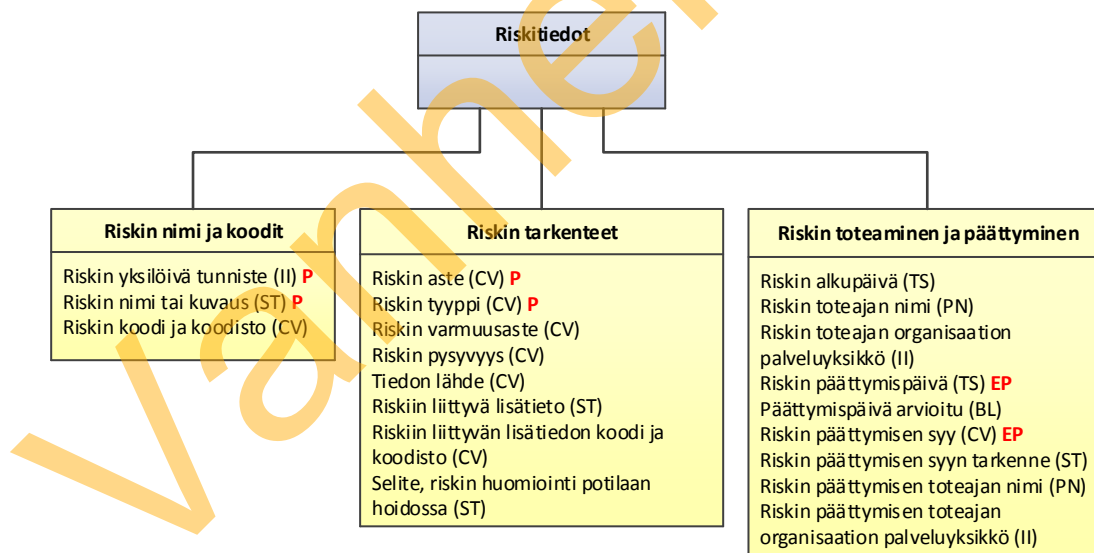 Riskitiedot
Riskin nimi ja koodit
Riskin yksilöivä tunniste (II) P
Riskin nimi tai kuvaus (ST) P
Riskin koodi ja koodisto (CV)
Riskin tarkenteet
Riskin aste (CV) P
Riskin tyyppi (CV) P
Riskin varmuusaste (CV)
Riskin pysyvyys (CV)
Tiedon lähde (CV)
Riskiin liittyvä lisätieto (ST)
Riskiin liittyvän lisätiedon koodi ja
koodisto (CV)
Selite, riskin huomiointi potilaan
hoidossa (ST)
Riskin toteaminen ja päättyminen
Riskin alkupäivä (TS)
Riskin toteajan nimi (PN)
Riskin toteajan organisaation
palveluyksikkö (II)
Riskin päättymispäivä (TS) EP
Päättymispäivä arvioitu (BL)
Riskin päättymisen syy (CV) EP
Riskin päättymisen syyn tarkenne (ST)
Riskin päättymisen toteajan nimi (PN)
Riskin päättymisen toteajan
organisaation palveluyksikkö (II)